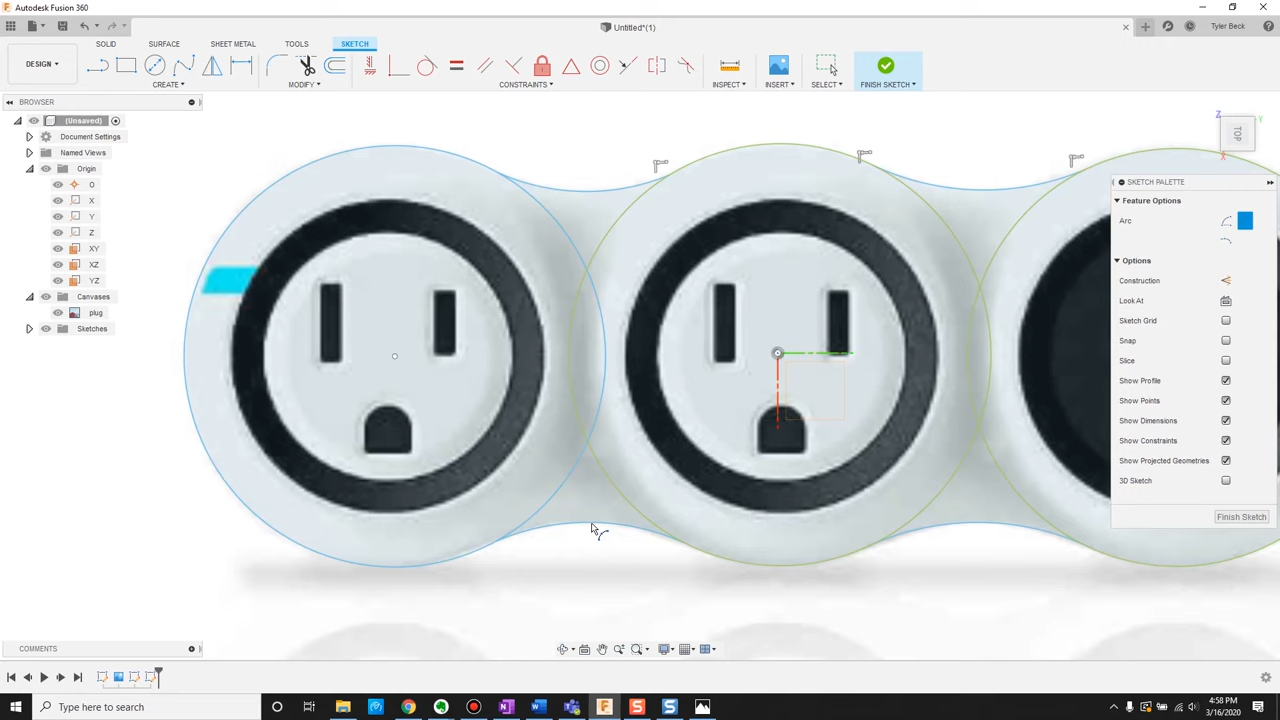 Autodesk Fusion 360
Untitled*(1)
Tyler Beck
DESIGN
SOLID
SURFACE
SHEET METAL
TOOLS
SKETCH
CREATE
MODIFY
CONSTRAINTS
INSPECT
INSERT
SELECT
FINISH SKETCH
BROWSER
(Unsaved)
Document Settings
Named Views
Origin
O
X
Y
Z
XY
XZ
YZ
Canvases
plug
Sketches
Z
Y
TOP
X
SKETCH PALETTE
Feature Options
Arc
Options
Construction
Look At
Sketch Grid
Snap
Slice
Show Profile
Show Points
Show Dimensions
Show Constraints
Show Projected Geometries
3D Sketch
Finish Sketch
COMMENTS
Type here to search
4:58 PM
3/16/2020